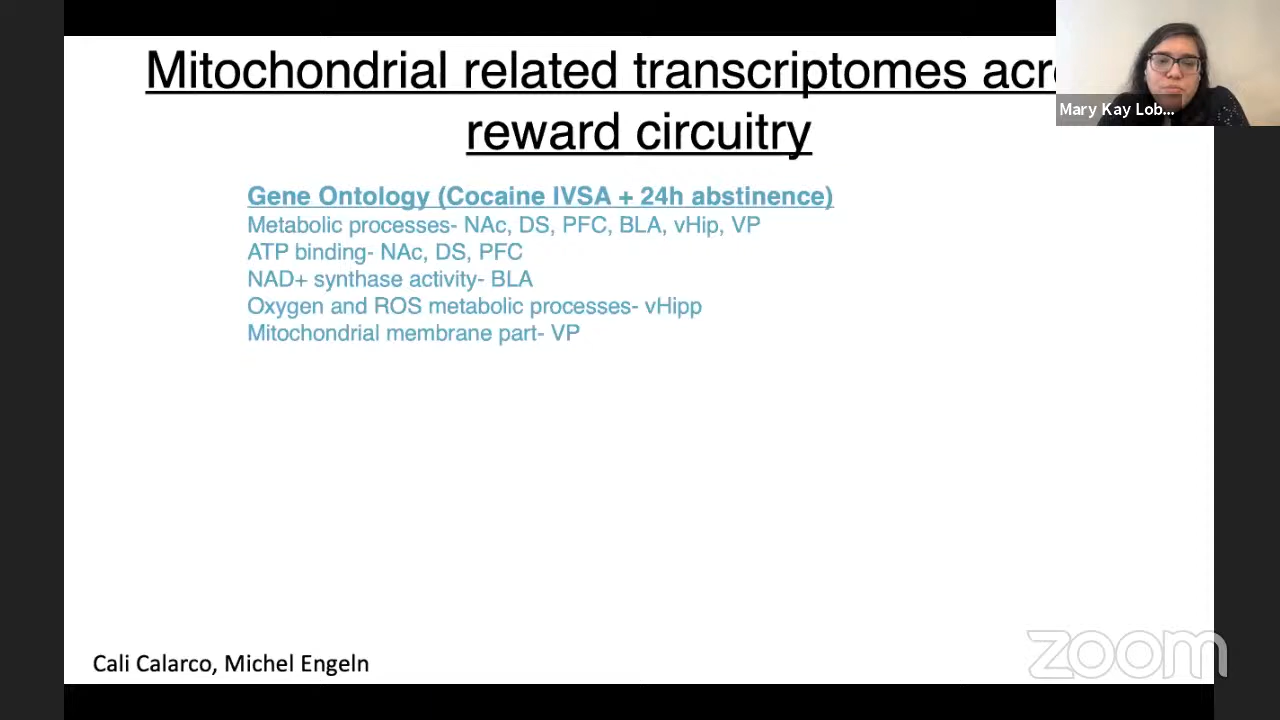 Mitochondrial related transcriptomes acr
reward circuitry
Mary Kay Lob...
Gene Ontology (Cocaine IVSA + 24h abstinence)
Metabolic processes- NAc, DS, PFC, BLA, vHip, VP
ATP binding- NAc, DS, PFC
NAD+ synthase activity- BLA
Oxygen and ROS metabolic processes- vHipp
Mitochondrial membrane part- VP
Cali Calarco, Michel Engeln
zoom